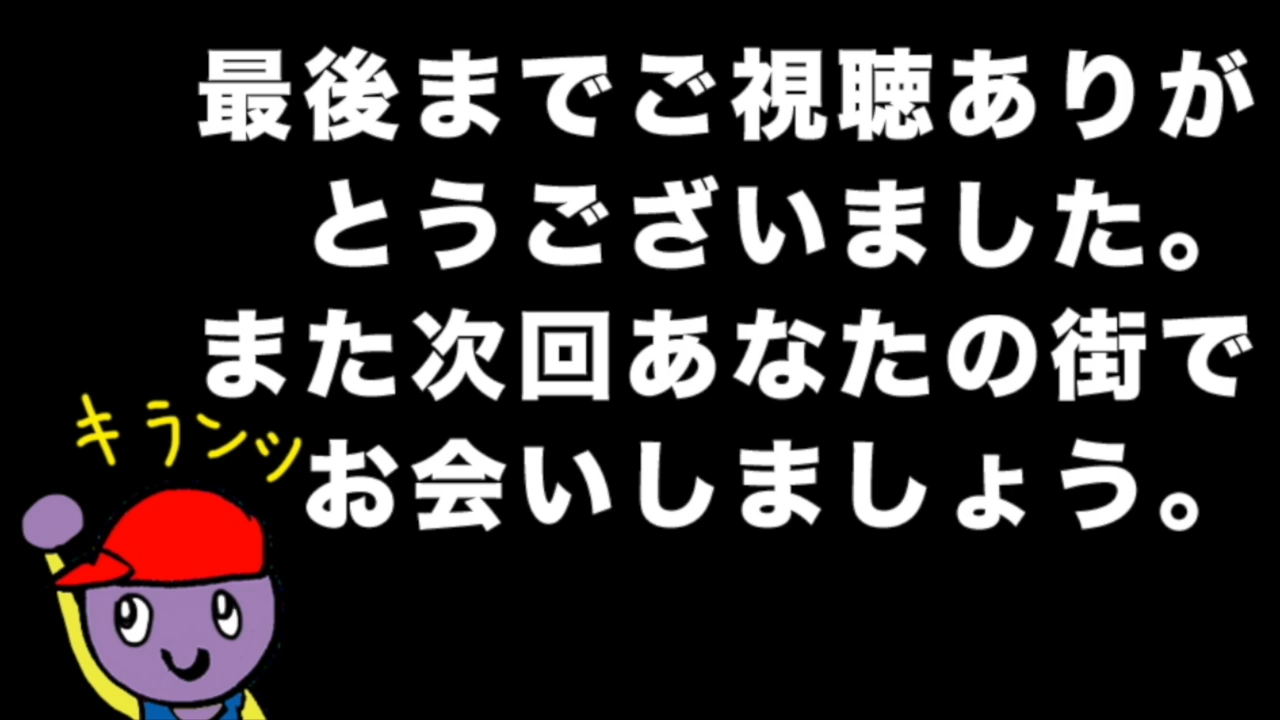 最後までご視聴ありが
とうございました。
また次回あなたの街で
お会いしましょう。
キランッ